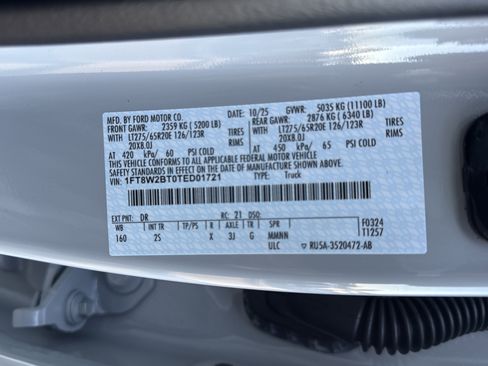 MFD. BY FORD MOTOR CO. 10/25 GVWR: 5035 KG (11100 LB)
FRONT GAWR: 2359 KG (5200 LB) REAR GAWR: 2876 KG (6340 LB)
WITH LT275/65R20E 126/123R TIRES WITH LT275/65R20E 126/123R TIRES
20X8.0J RIMS 20X8.0J RIMS
AT 420 kPa/ 60 PSI COLD AT 450 kPa/ 65 PSI COLD
THIS VEHICLE CONFORMS TO ALL APPLICABLE FEDERAL MOTOR VEHICLE
SAFETY STANDARDS IN EFFECT ON THE DATE OF MANUFACTURE SHOWN ABOVE.
VIN: 1FT8W2BT0TED01721 TYPE: Truck
EXT PNT: DR RC: 21 DSO: F0324
WB INT TR TP/PS R AXLE TR SPR T1257
160 2S X 3J G MMNN
ULC RU5A-3520472-AB